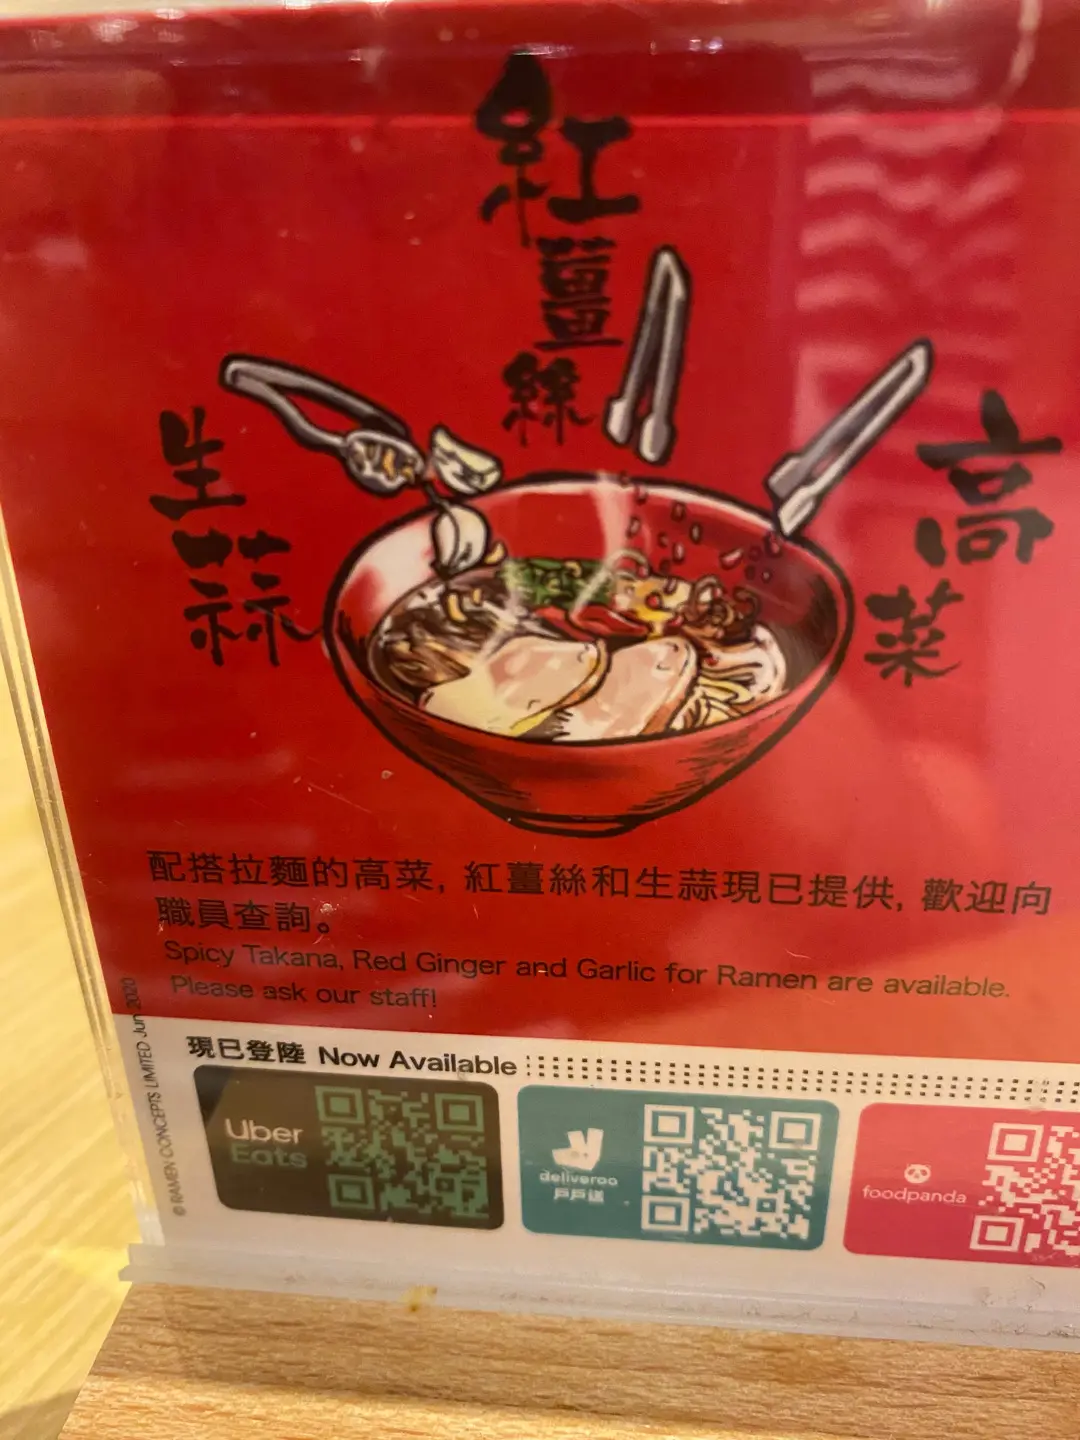 紅薑絲
生蒜
高菜
配搭拉麵的高菜, 紅薑絲和生蒜現已提供, 歡迎向
職員查詢。
Spicy Takana, Red Ginger and Garlic for Ramen are available.
Please ask our staff!
© RAMEN CONCEPTS LIMITED Jun 2020
現已登陸 Now Available
Uber
Eats
deliveroo
戶戶送
foodpanda